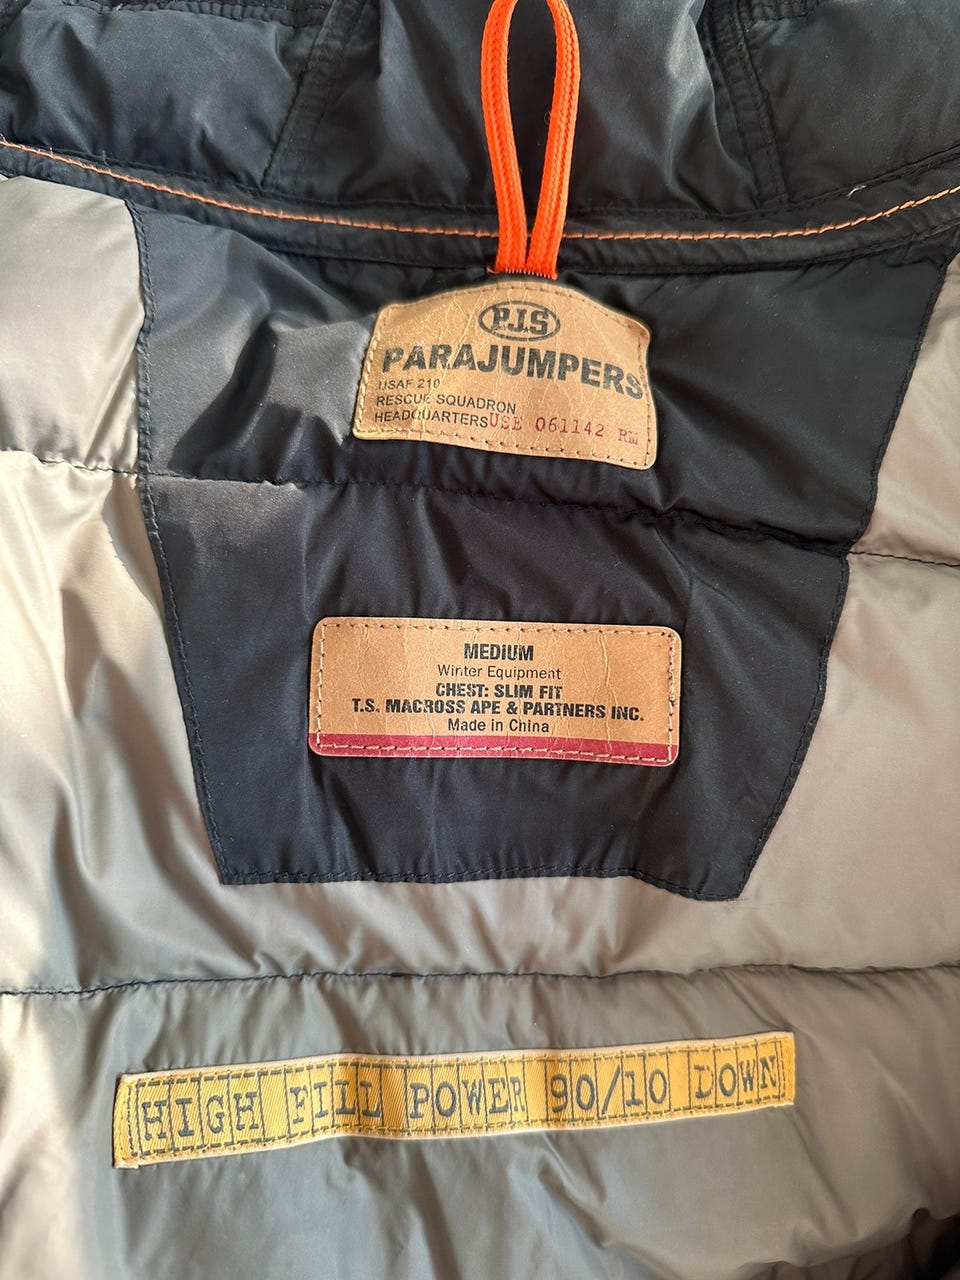 P.J.S
PARAJUMPERS
USAF 210
RESCUE SQUADRON
HEADQUARTERS USE 061142 RM
MEDIUM
Winter Equipment
CHEST: SLIM FIT
T.S. MACROSS APE & PARTNERS INC.
Made in China
HIGH FILL POWER 90/10 DOWN